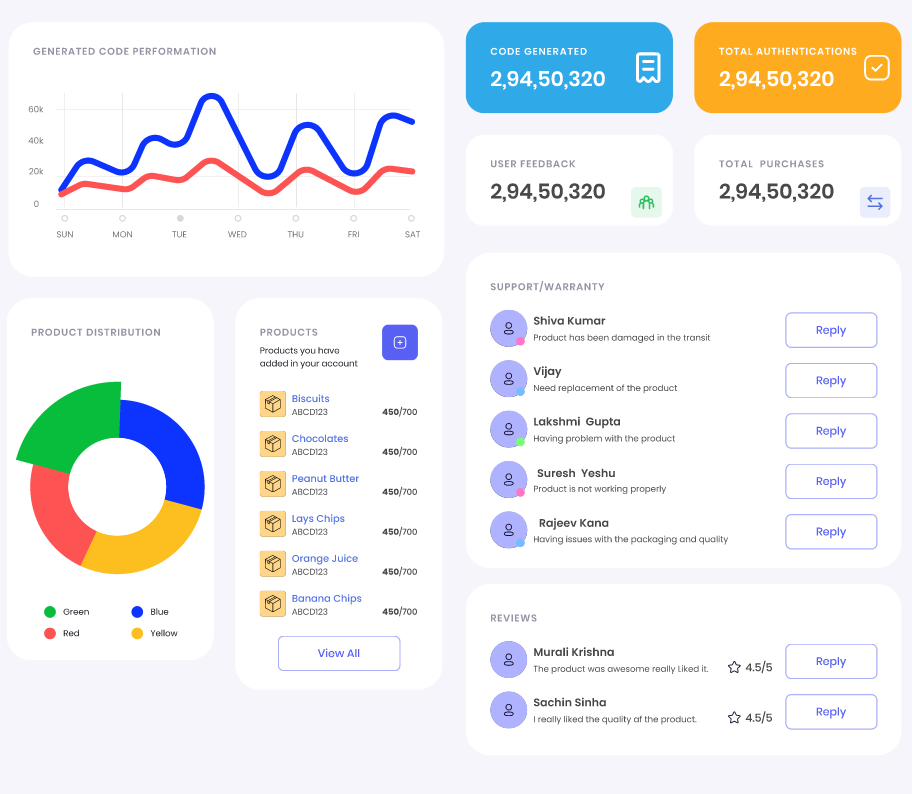 GENERATED CODE PERFORMATION
60k
40k
20k
0
SUN MON TUE WED THU FRI SAT
CODE GENERATED
2,94,50,320
TOTAL AUTHENTICATIONS
2,94,50,320
USER FEEDBACK
2,94,50,320
TOTAL PURCHASES
2,94,50,320
PRODUCT DISTRIBUTION
Green Blue
Red Yellow
PRODUCTS
Products you have
added in your account
Biscuits
ABCD123 450/700
Chocolates
ABCD123 450/700
Peanut Butter
ABCD123 450/700
Lays Chips
ABCD123 450/700
Orange Juice
ABCD123 450/700
Banana Chips
ABCD123 450/700
View All
SUPPORT/WARRANTY
Shiva Kumar
Product has been damaged in the transit
Reply
Vijay
Need replacement of the product
Reply
Lakshmi Gupta
Having problem with the product
Reply
Suresh Yeshu
Product is not working properly
Reply
Rajeev Kana
Having issues with the packaging and quality
Reply
REVIEWS
Murali Krishna
The product was awesome really Liked it.
4.5/5
Reply
Sachin Sinha
I really liked the quality af the product.
4.5/5
Reply